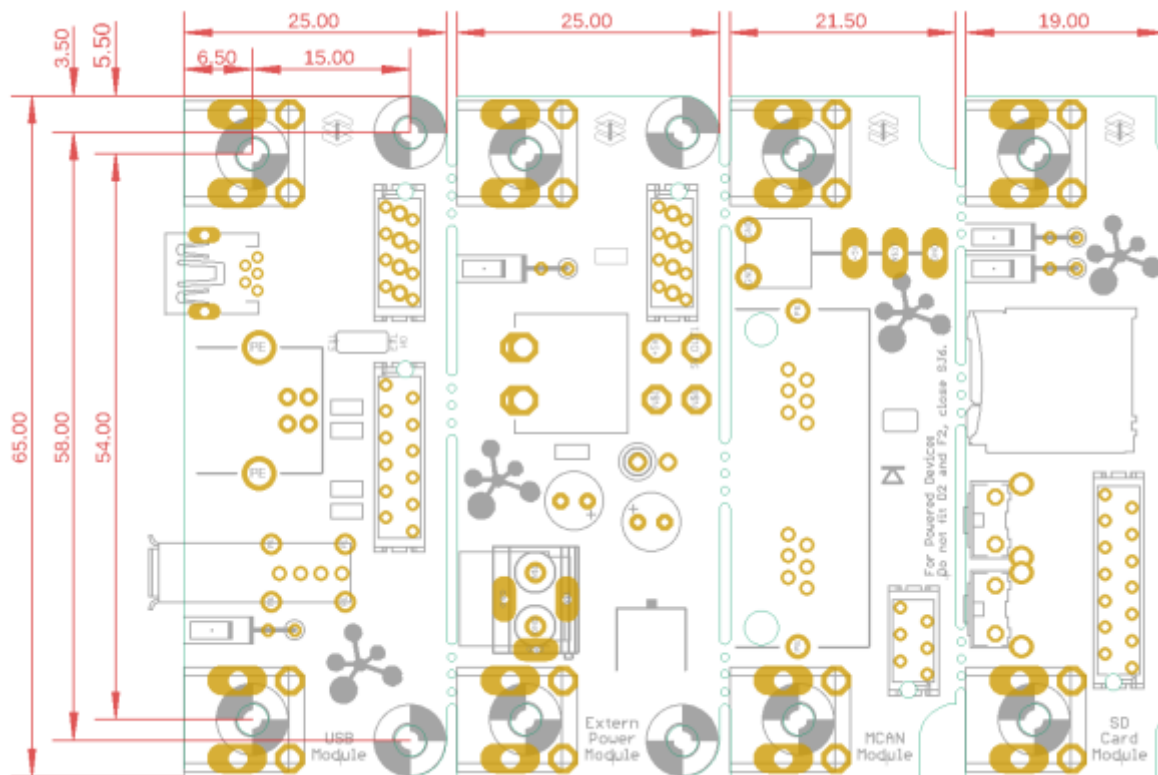 25.00
25.00
21.50
19.00
3.50
5.50
6.50
15.00
65.00
58.00
54.00
PE
PE
For Powered Devices
Do not fit D2 and F2, close SJ6.
USB
Module
Extern
Power
Module
MCAN
Module
SD
Card
Module